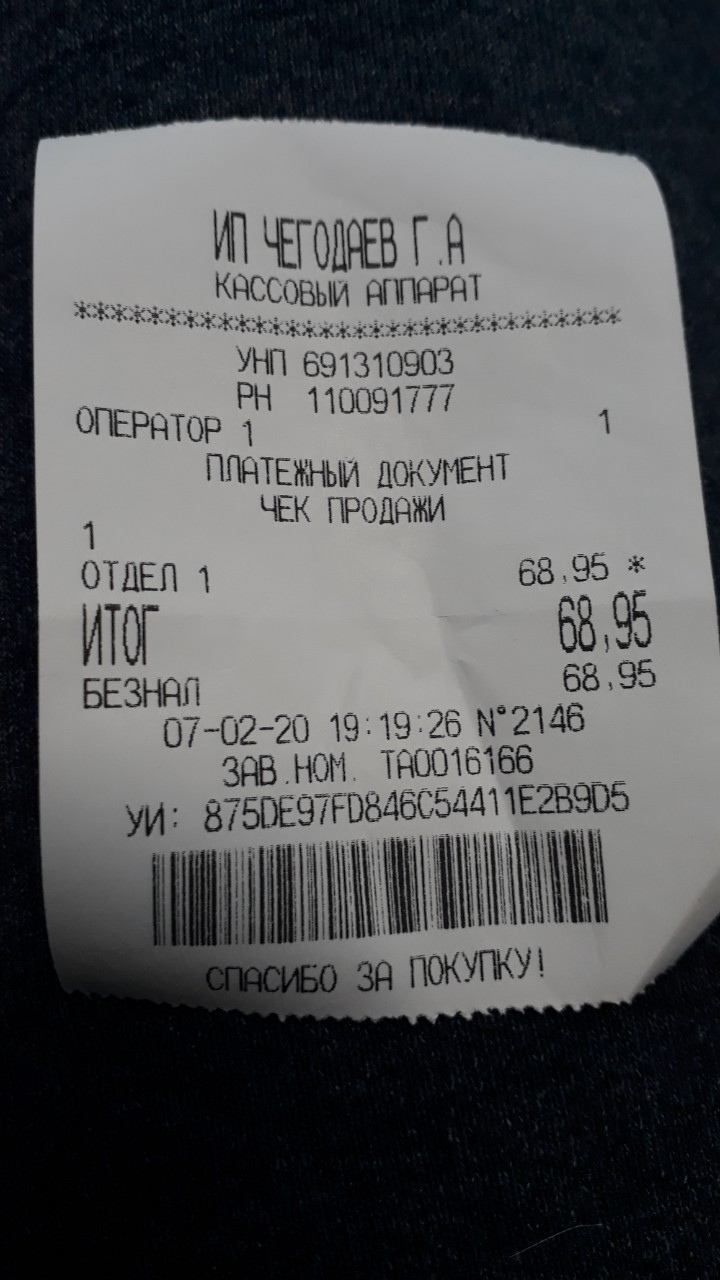 ИП ЧЕГОДАЕВ Г.А
КАССОВЫЙ АППАРАТ
****************************************
УНП 691310903
РН 110091777
ОПЕРАТОР 1 1
ПЛАТЕЖНЫЙ ДОКУМЕНТ
ЧЕК ПРОДАЖИ
1
ОТДЕЛ 1 68,95 *
ИТОГ 68,95
БЕЗНАЛ 68,95
07-02-20 19:19:26 N°2146
ЗАВ.НОМ. ТА0016166
УИ: 875DE97FD846C54411E2B9D5
СПАСИБО ЗА ПОКУПКУ!